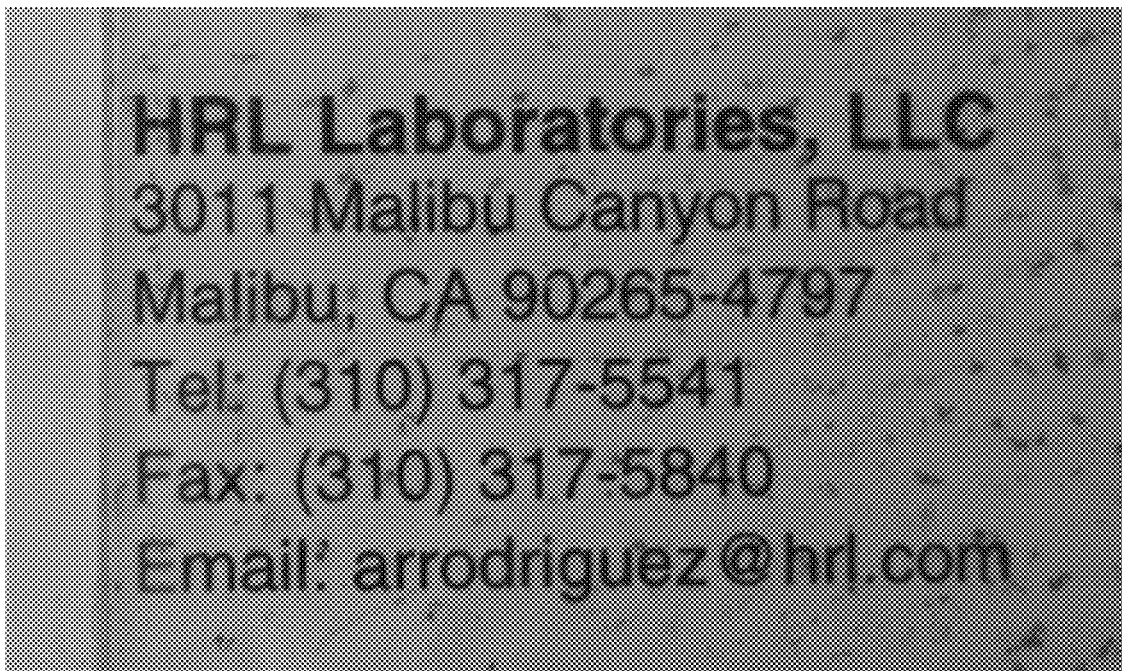 HRL Laboratories, LLC
3011 Malibu Canyon Road
Malibu, CA 90265-4797
Tel: (310) 317-5541
Fax: (310) 317-5840
Email: arrodriguez@hrl.com